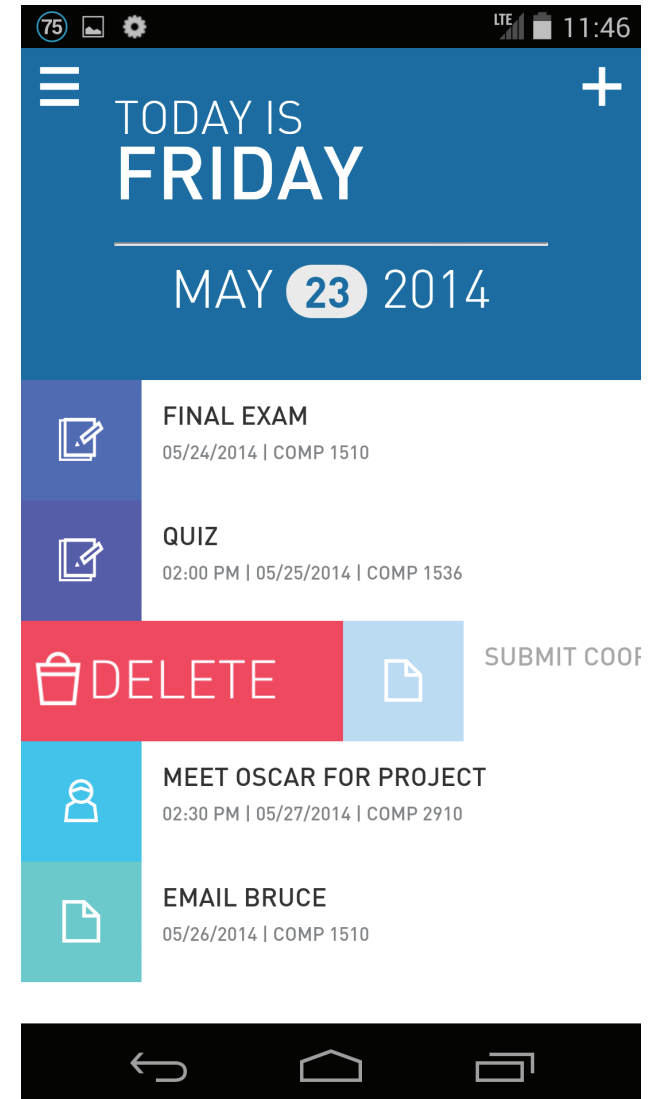 75
LTE 11:46
TODAY IS
FRIDAY
MAY 23 2014
FINAL EXAM
05/24/2014 | COMP 1510
QUIZ
02:00 PM | 05/25/2014 | COMP 1536
DELETE
SUBMIT
MEET OSCAR FOR PROJECT
02:30 PM | 05/27/2014 | COMP 2910
EMAIL BRUCE
05/26/2014 | COMP 1510